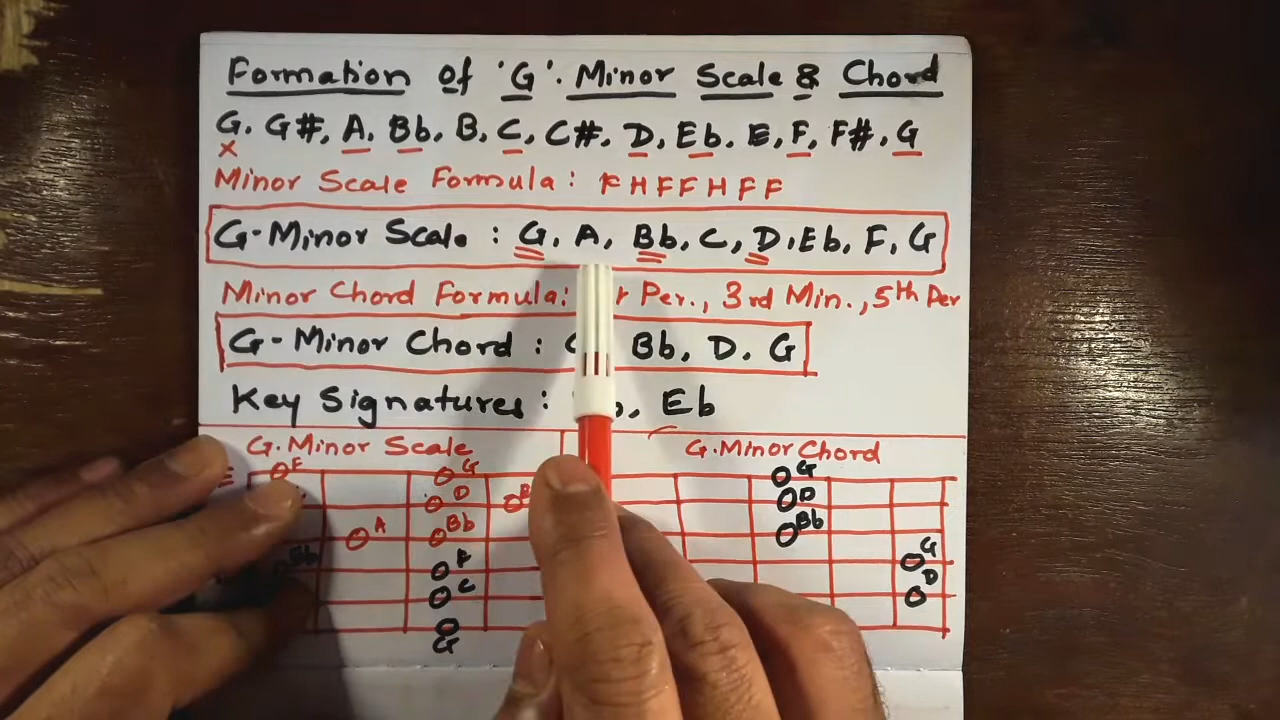 Formation of 'G'. Minor Scale & Chord
G. G#, A. Bb. B, C, C#. D, Eb. E, F, F#. G
x
Minor Scale Formula: F H F F H F F
G-Minor Scale: G. A, Bb, C, D, Eb, F, G
Minor Chord Formula: Per., 3rd Min., 5th Per
G-Minor Chord: Bb, D. G
Key Signatures: Eb
G. Minor Scale G. Minor Chord
E F G G
D D
A Bb Bb
Eb F G
C D
G